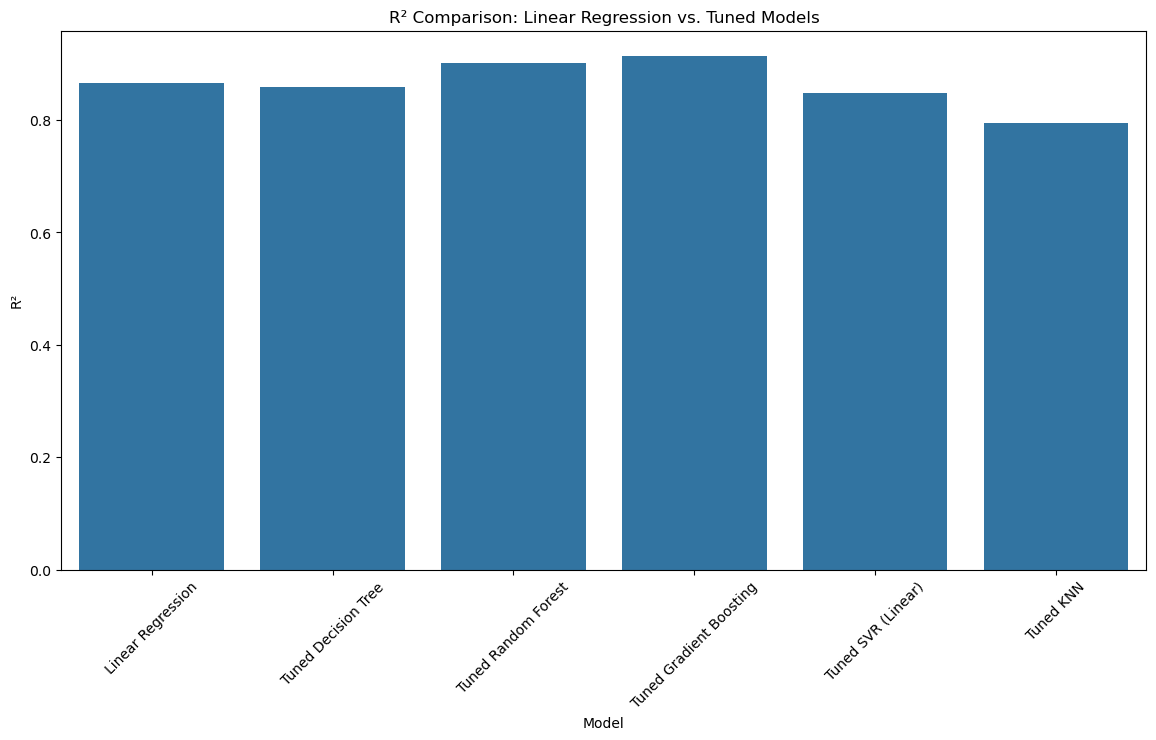 R² Comparison: Linear Regression vs. Tuned Models
R²
0.8
0.6
0.4
0.2
0.0
Linear Regression
Tuned Decision Tree
Tuned Random Forest
Tuned Gradient Boosting
Tuned SVR (Linear)
Tuned KNN
Model